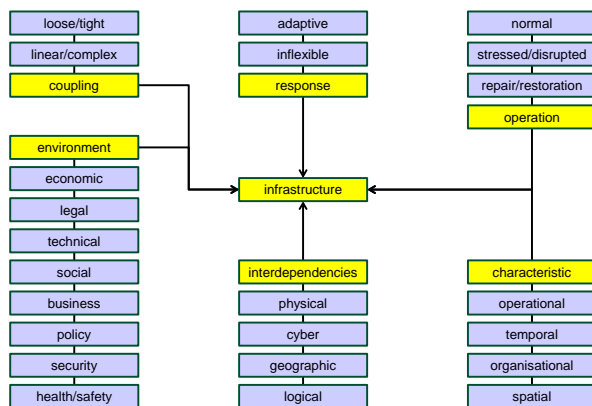 loose/tight
linear/complex
coupling
adaptive
inflexible
response
normal
stressed/disrupted
repair/restoration
operation
environment
economic
legal
technical
social
business
policy
security
health/safety
infrastructure
interdependencies
physical
cyber
geographic
logical
characteristic
operational
temporal
organisational
spatial